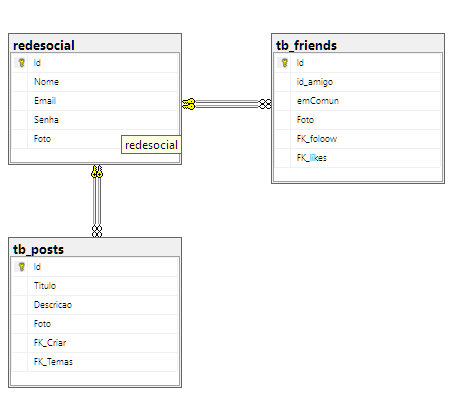 redesocial
Id
Nome
Email
Senha
Foto
redesocial
tb_friends
Id
id_amigo
emComun
Foto
FK_foloow
FK_likes
tb_posts
Id
Titulo
Descricao
Foto
FK_Criar
FK_Temas